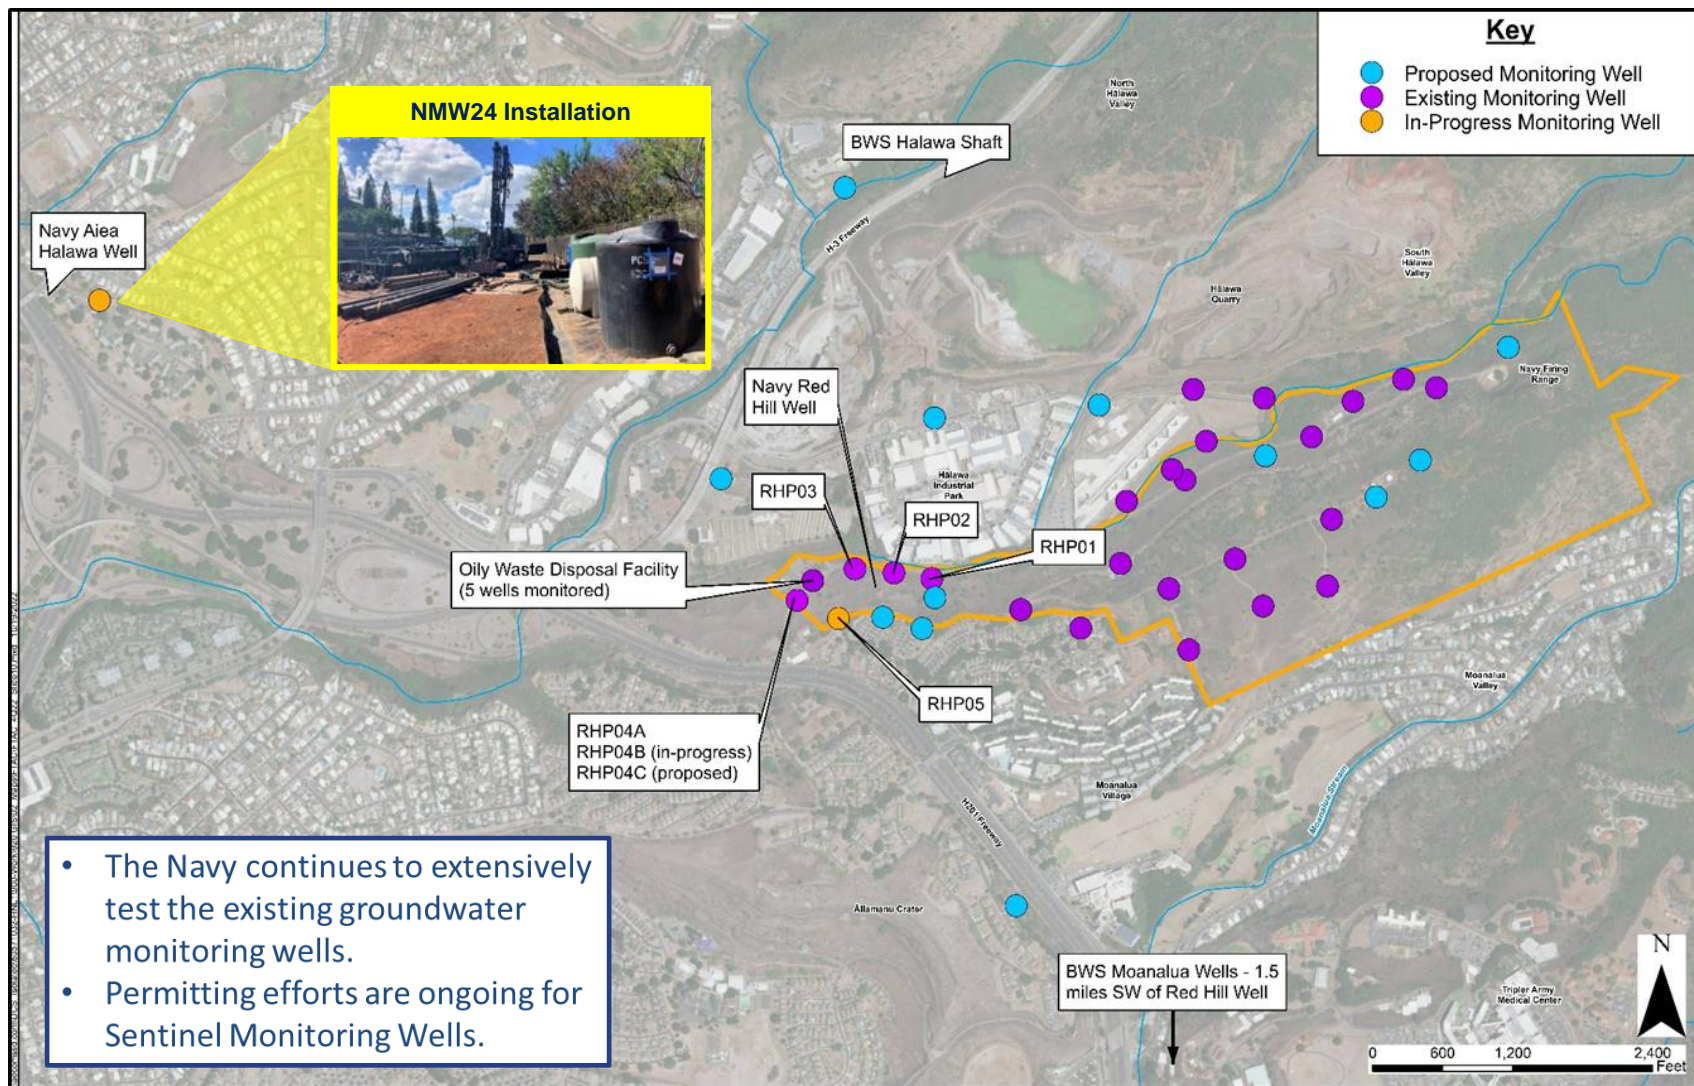 Key
Proposed Monitoring Well
Existing Monitoring Well
In-Progress Monitoring Well
NMW24 Installation
North
Hālawa
Valley
BWS Halawa Shaft
H-3 Freeway
Navy Aiea
Halawa Well
South
Hālawa
Valley
Hālawa
Quarry
Navy Firing
Range
Navy Red
Hill Well
Hālawa
Industrial
Park
RHP03
RHP02
RHP01
Oily Waste Disposal Facility
(5 wells monitored)
RHP05
RHP04A
RHP04B (in-progress)
RHP04C (proposed)
Moanalua
Valley
Moanalua
Village
Moanalua Stream
H201 Freeway
Āliamanu Crater
• The Navy continues to extensively
test the existing groundwater
monitoring wells.
• Permitting efforts are ongoing for
Sentinel Monitoring Wells.
BWS Moanalua Wells - 1.5
miles SW of Red Hill Well
Tripler Army
Medical Center
N
0 600 1,200 2,400
Feet